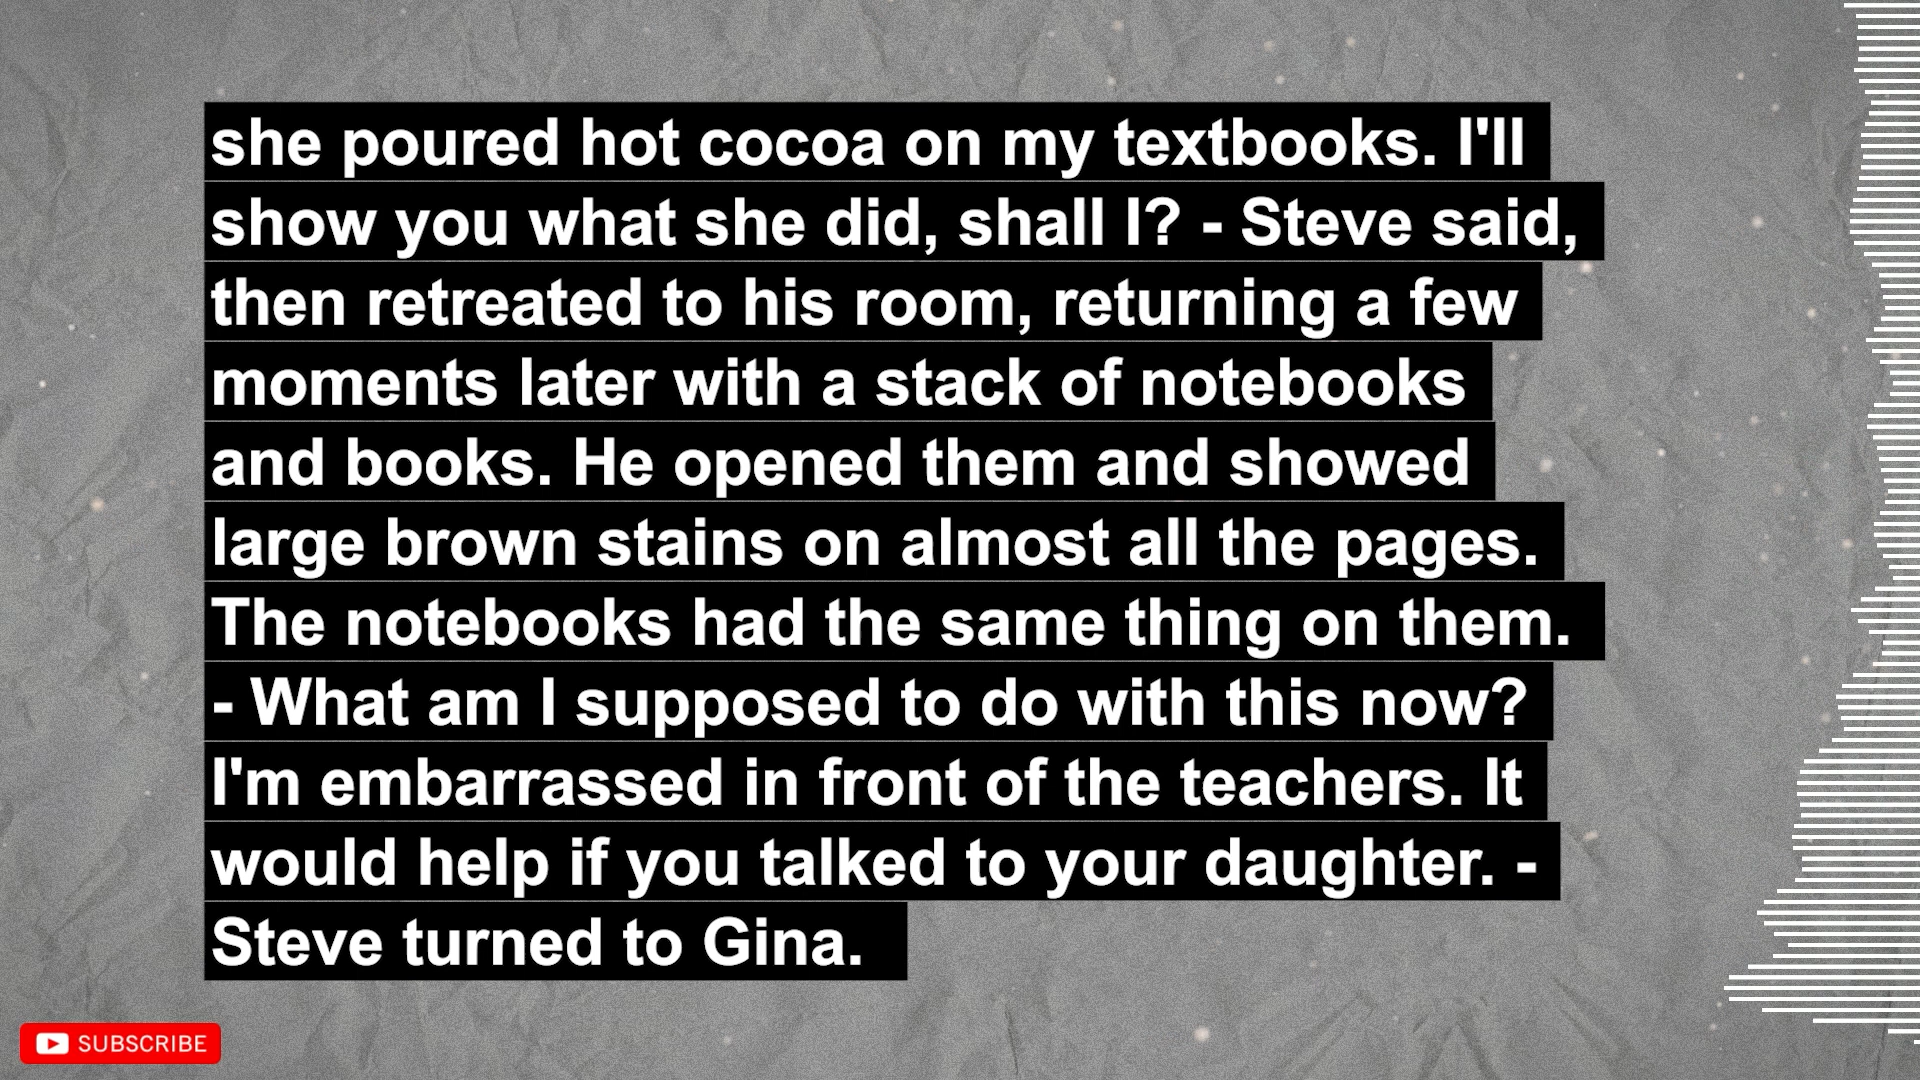 she poured hot cocoa on my textbooks. I'll
show you what she did, shall I? - Steve said,
then retreated to his room, returning a few
moments later with a stack of notebooks
and books. He opened them and showed
large brown stains on almost all the pages.
The notebooks had the same thing on them.
- What am I supposed to do with this now?
I'm embarrassed in front of the teachers. It
would help if you talked to your daughter. -
Steve turned to Gina.
SUBSCRIBE